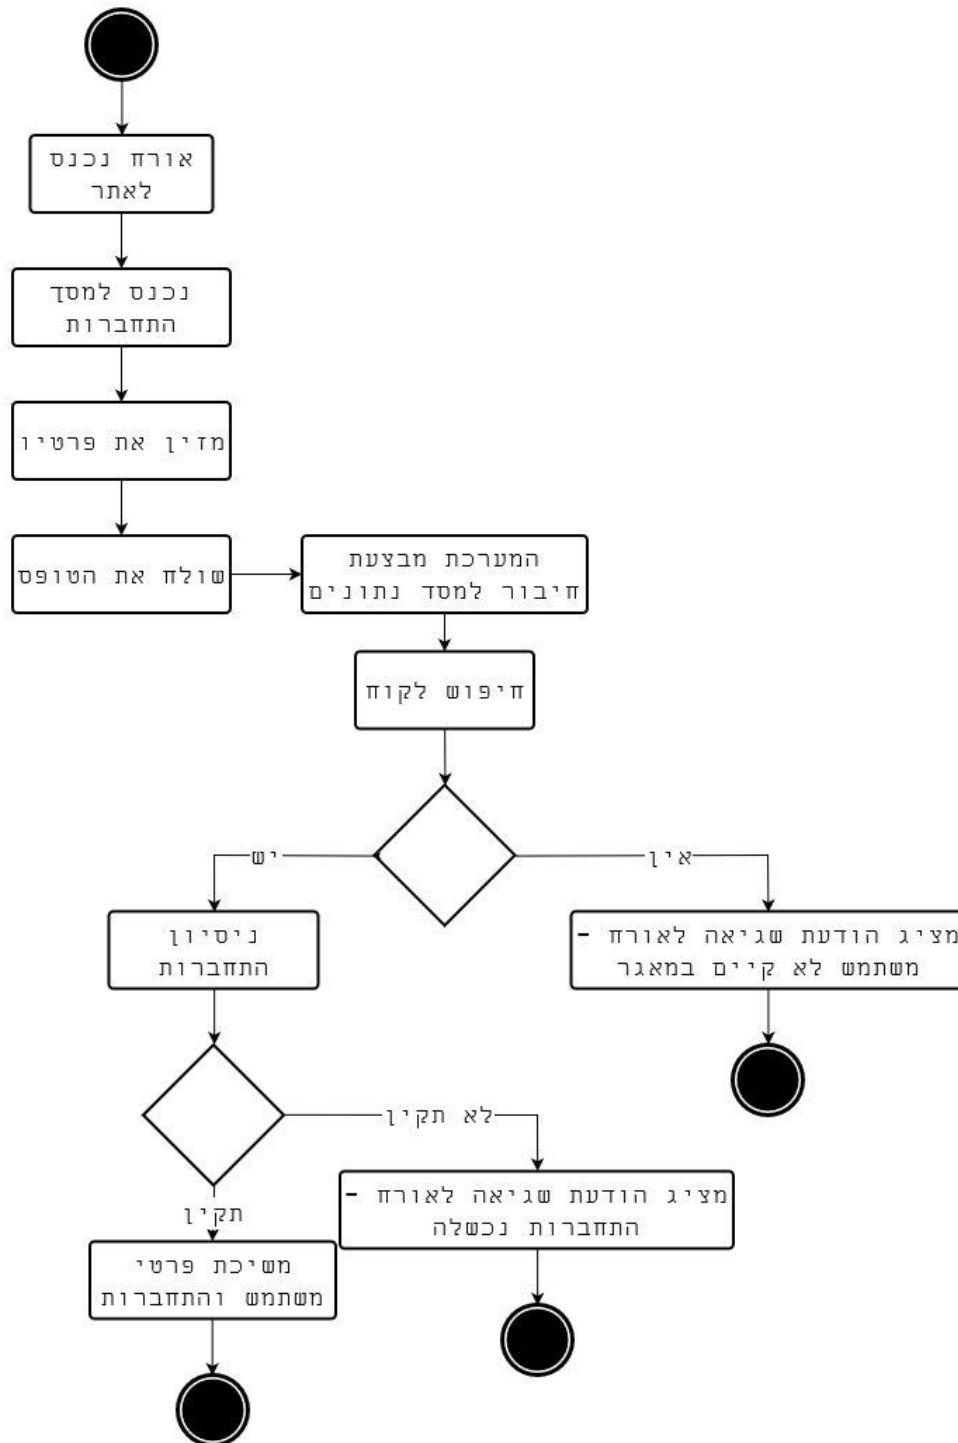 אורח נכנס
לאתר
נכנס למסך
התחברות
מזין את פרטיו
שולח את הטופס
המערכת מבצעת
חיבור למסד נתונים
חיפוש לקוח
יש
אין
ניסיון
התחברות
מציג הודעת שגיאה לאורח -
משתמש לא קיים במאגר
לא תקין
תקין
מציג הודעת שגיאה לאורח -
התחברות נכשלה
משיכת פרטי
משתמש והתחברות